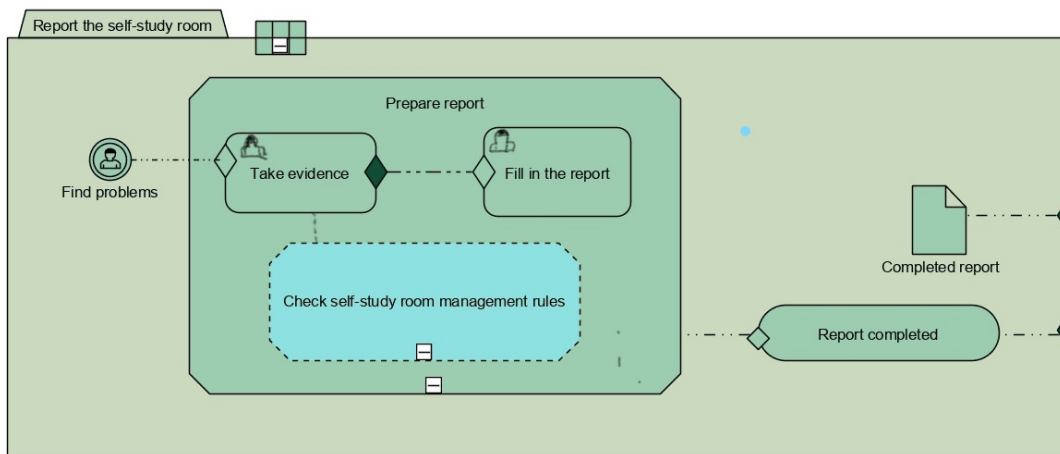 Report the self-study room
Prepare report
Take evidence
Fill in the report
Find problems
Check self-study room management rules
Completed report
Report completed